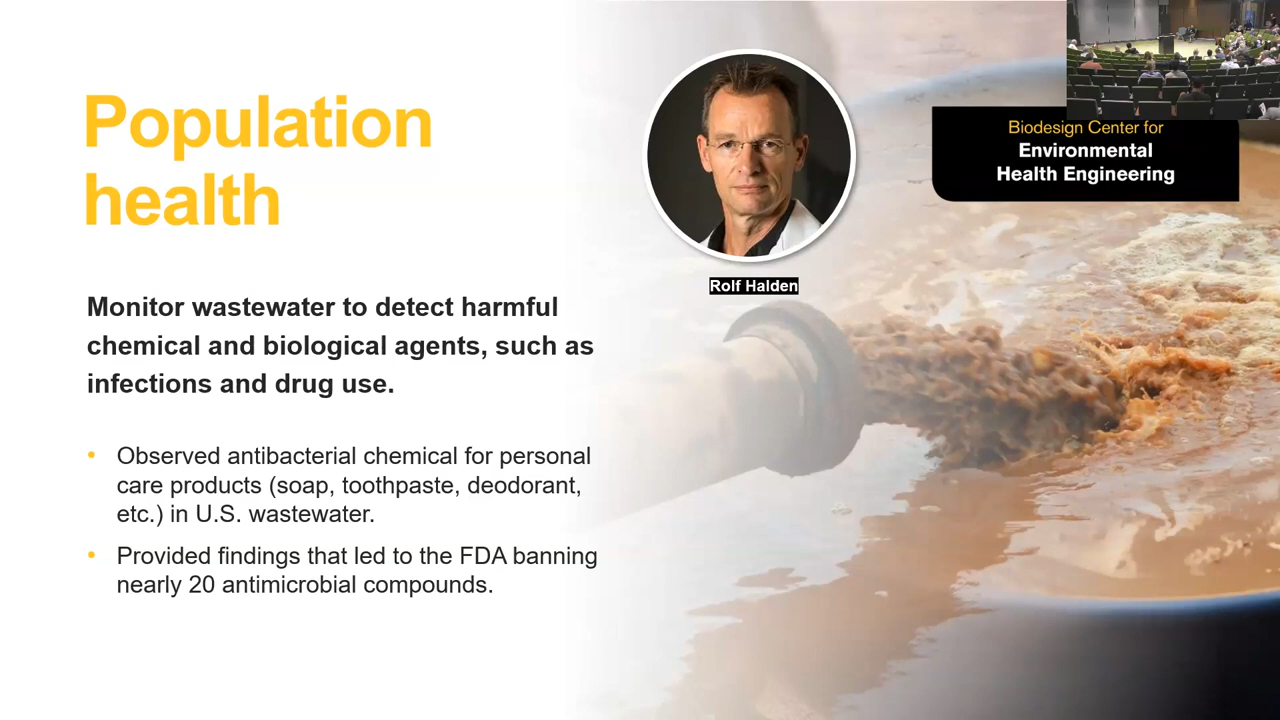 Population
health
Monitor wastewater to detect harmful
chemical and biological agents, such as
infections and drug use.
• Observed antibacterial chemical for personal
care products (soap, toothpaste, deodorant,
etc.) in U.S. wastewater.
• Provided findings that led to the FDA banning
nearly 20 antimicrobial compounds.
Rolf Halden
Biodesign Center for
Environmental
Health Engineering